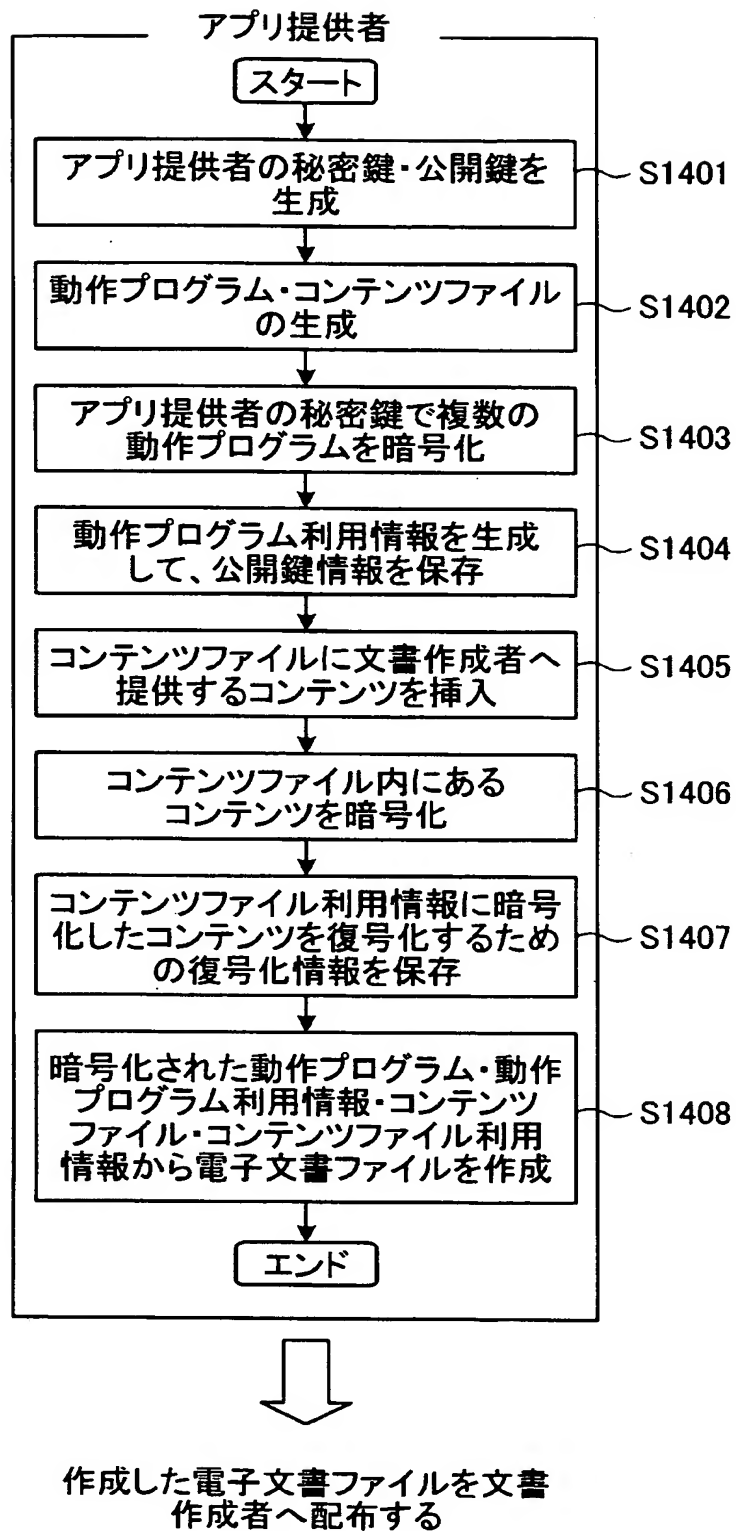 アプリ提供者
スタート
アプリ提供者の秘密鍵・公開鍵を
生成
S1401
動作プログラム・コンテンツファイル
の生成
S1402
アプリ提供者の秘密鍵で複数の
動作プログラムを暗号化
S1403
動作プログラム利用情報を生成
して、公開鍵情報を保存
S1404
コンテンツファイルに文書作成者へ
提供するコンテンツを挿入
S1405
コンテンツファイル内にある
コンテンツを暗号化
S1406
コンテンツファイル利用情報に暗号
化したコンテンツを復号化するため
の復号化情報を保存
S1407
暗号化された動作プログラム・動作
プログラム利用情報・コンテンツ
ファイル・コンテンツファイル利用
情報から電子文書ファイルを作成
S1408
エンド
作成した電子文書ファイルを文書
作成者へ配布する